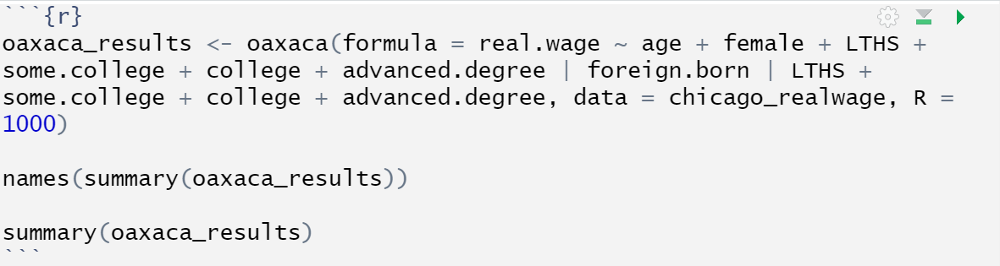 ```{r}
oaxaca_results <- oaxaca(formula = real.wage ~ age + female + LTHS +
some.college + college + advanced.degree | foreign.born | LTHS +
some.college + college + advanced.degree, data = chicago_realwage, R =
1000)
names(summary(oaxaca_results))
summary(oaxaca_results)
```